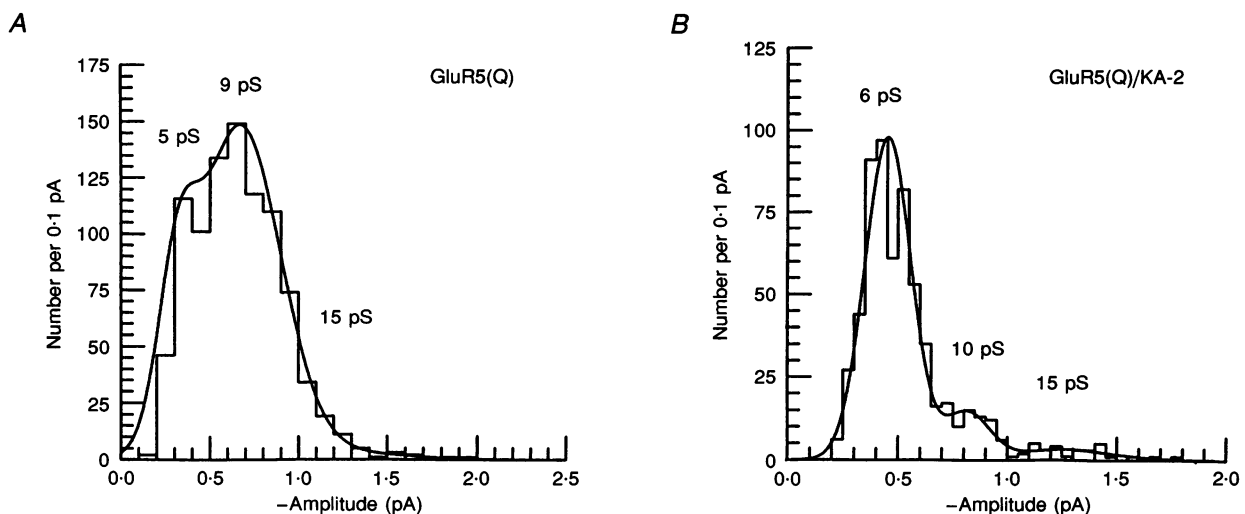 A
GluR5(Q)
9 pS
5 pS
15 pS
Number per 0·1 pA
175
150
125
100
75
50
25
0
0·0 0·5 1·0 1·5 2·0 2·5
−Amplitude (pA)
B
GluR5(Q)/KA-2
6 pS
10 pS
15 pS
Number per 0·1 pA
125
100
75
50
25
0
0·0 0·5 1·0 1·5 2·0
−Amplitude (pA)